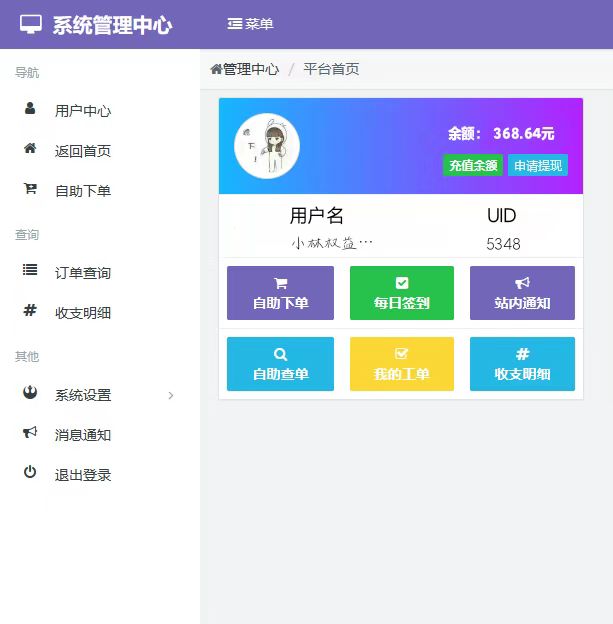 系统管理中心
菜单
导航
用户中心
返回首页
自助下单
查询
订单查询
收支明细
其他
系统设置
消息通知
退出登录
管理中心 / 平台首页
余额： 368.64元
充值余额 申请提现
用户名 UID
小林权益… 5348
自助下单 每日签到 站内通知
自助查单 我的工单 收支明细